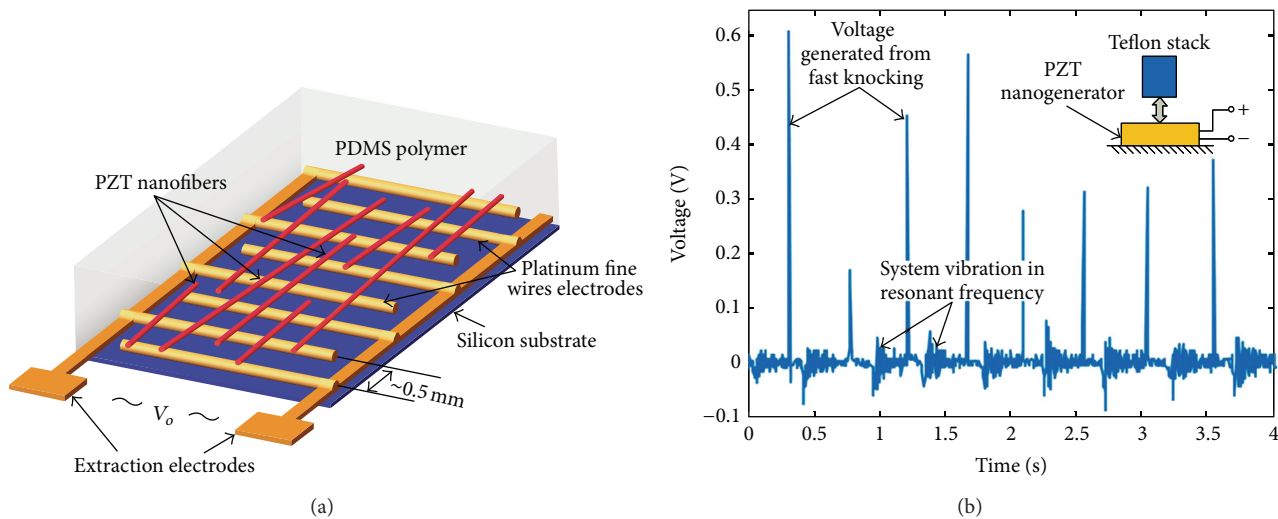 PDMS polymer
PZT nanofibers
Platinum fine
wires electrodes
Silicon substrate
~0.5 mm
~ Vo ~
Extraction electrodes
(a)
Voltage (V)
0.6
0.5
0.4
0.3
0.2
0.1
0
−0.1
Voltage
generated from
fast knocking
Teflon stack
PZT
nanogenerator
+
−
System vibration in
resonant frequency
0 0.5 1 1.5 2 2.5 3 3.5 4
Time (s)
(b)